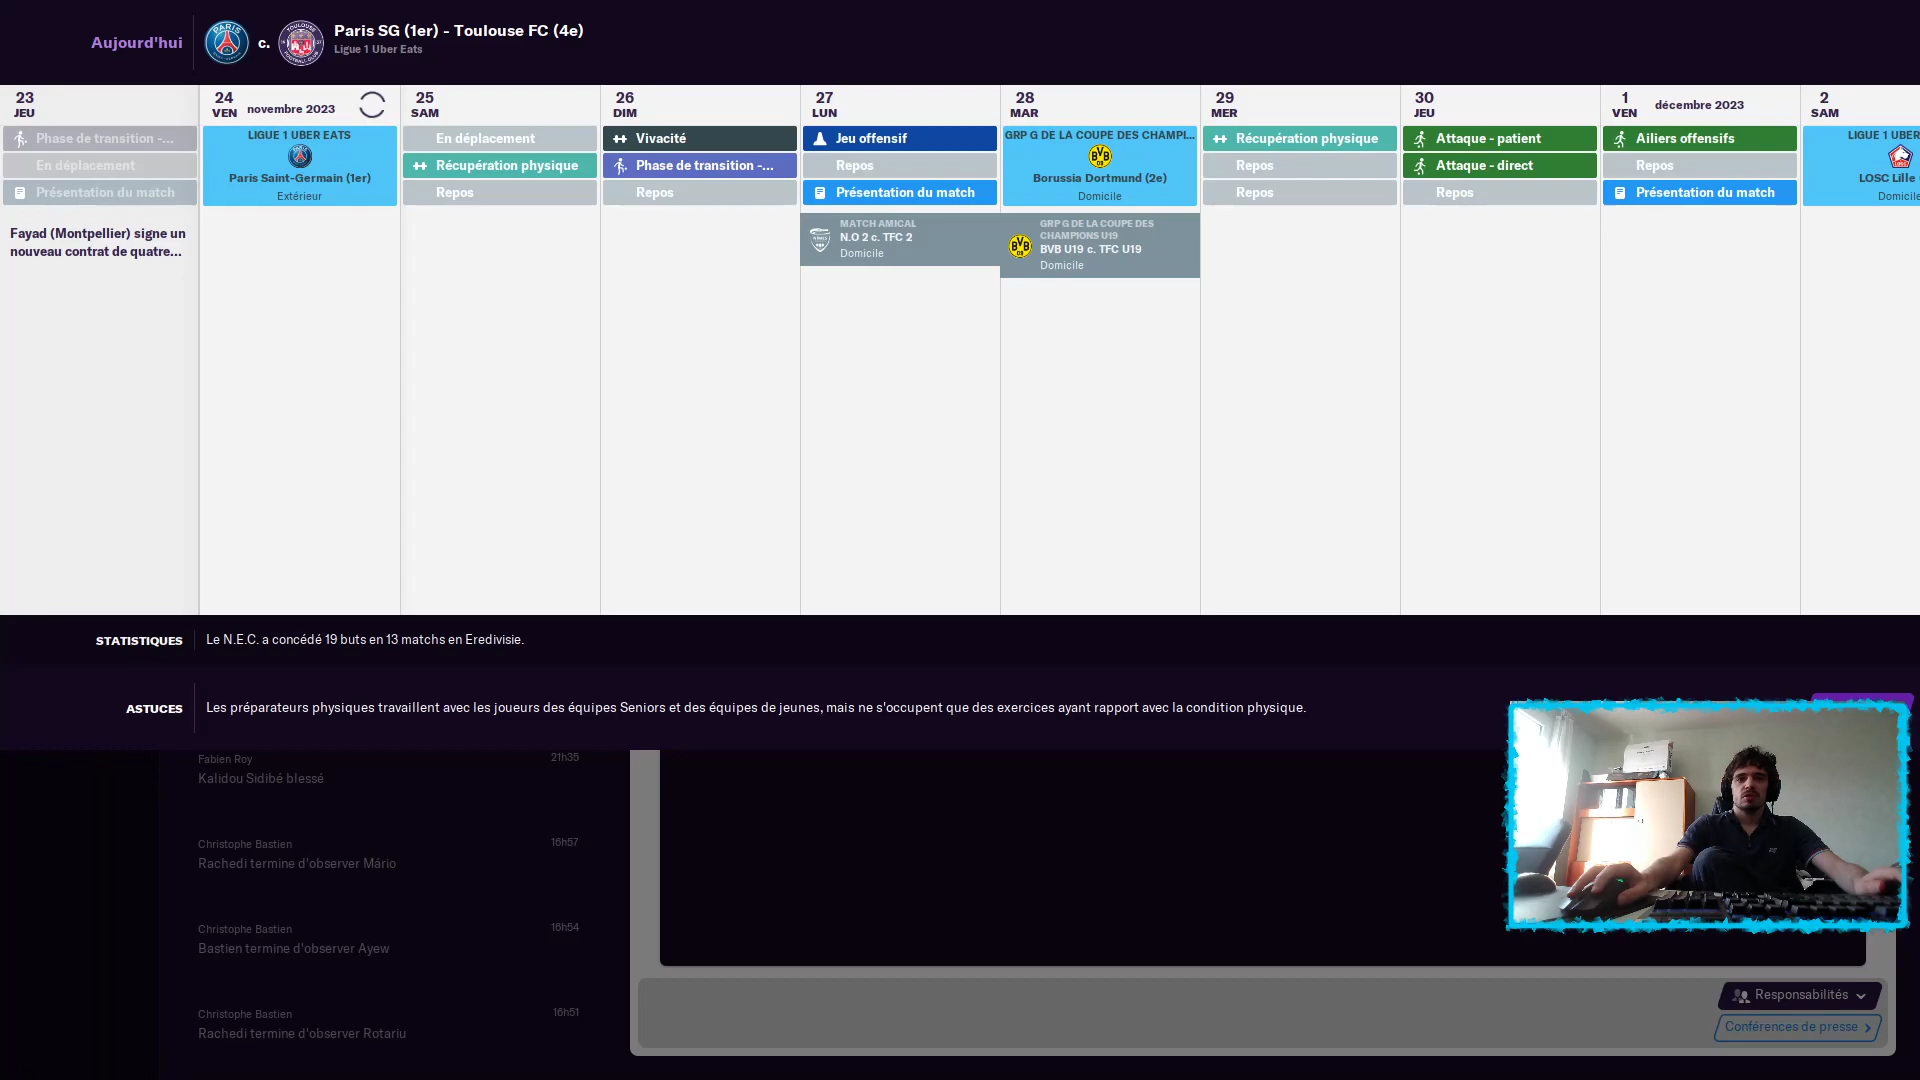 Aujourd'hui
c.
Paris SG (1er) - Toulouse FC (4e)
Ligue 1 Uber Eats
23
JEU
Phase de transition -...
En déplacement
Présentation du match
Fayad (Montpellier) signe un
nouveau contrat de quatre...
24
VEN
novembre 2023
LIGUE 1 UBER EATS
Paris Saint-Germain (1er)
Extérieur
25
SAM
En déplacement
Récupération physique
Repos
26
DIM
Vivacité
Phase de transition -...
Repos
27
LUN
Jeu offensif
Repos
Présentation du match
MATCH AMICAL
N.O 2 c. TFC 2
Domicile
28
MAR
GRP G DE LA COUPE DES CHAMPI...
Borussia Dortmund (2e)
Domicile
GRP G DE LA COUPE DES
CHAMPIONS U19
BVB U19 c. TFC U19
Domicile
29
MER
Récupération physique
Repos
Repos
30
JEU
Attaque - patient
Attaque - direct
Repos
1
VEN
décembre 2023
Ailiers offensifs
Repos
Présentation du match
2
SAM
LIGUE 1 UBER
LOSC Lille
Domicile
STATISTIQUES
Le N.E.C. a concédé 19 buts en 13 matchs en Eredivisie.
ASTUCES
Les préparateurs physiques travaillent avec les joueurs des équipes Seniors et des équipes de jeunes, mais ne s'occupent que des exercices ayant rapport avec la condition physique.
Fabien Roy
21h35
Kalidou Sidibé blessé
Christophe Bastien
16h57
Rachedi termine d'observer Mário
Christophe Bastien
16h54
Bastien termine d'observer Ayew
Christophe Bastien
16h51
Rachedi termine d'observer Rotariu
Responsabilités
Conférences de presse